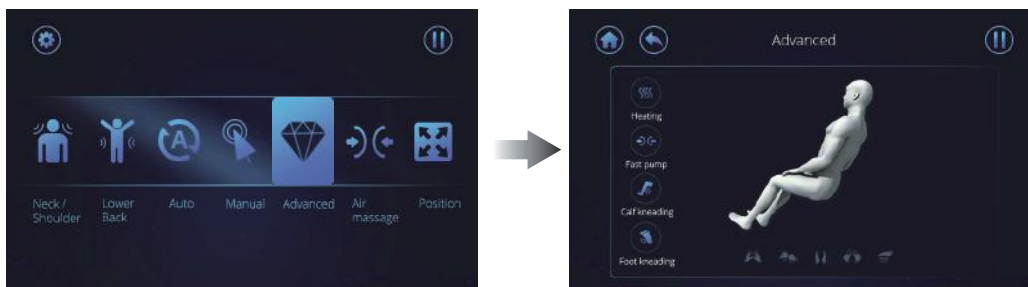 Neck /
Shoulder
Lower
Back
Auto
Manual
Advanced
Air
massage
Position
Advanced
Heating
Fast pump
Calf kneading
Foot kneading